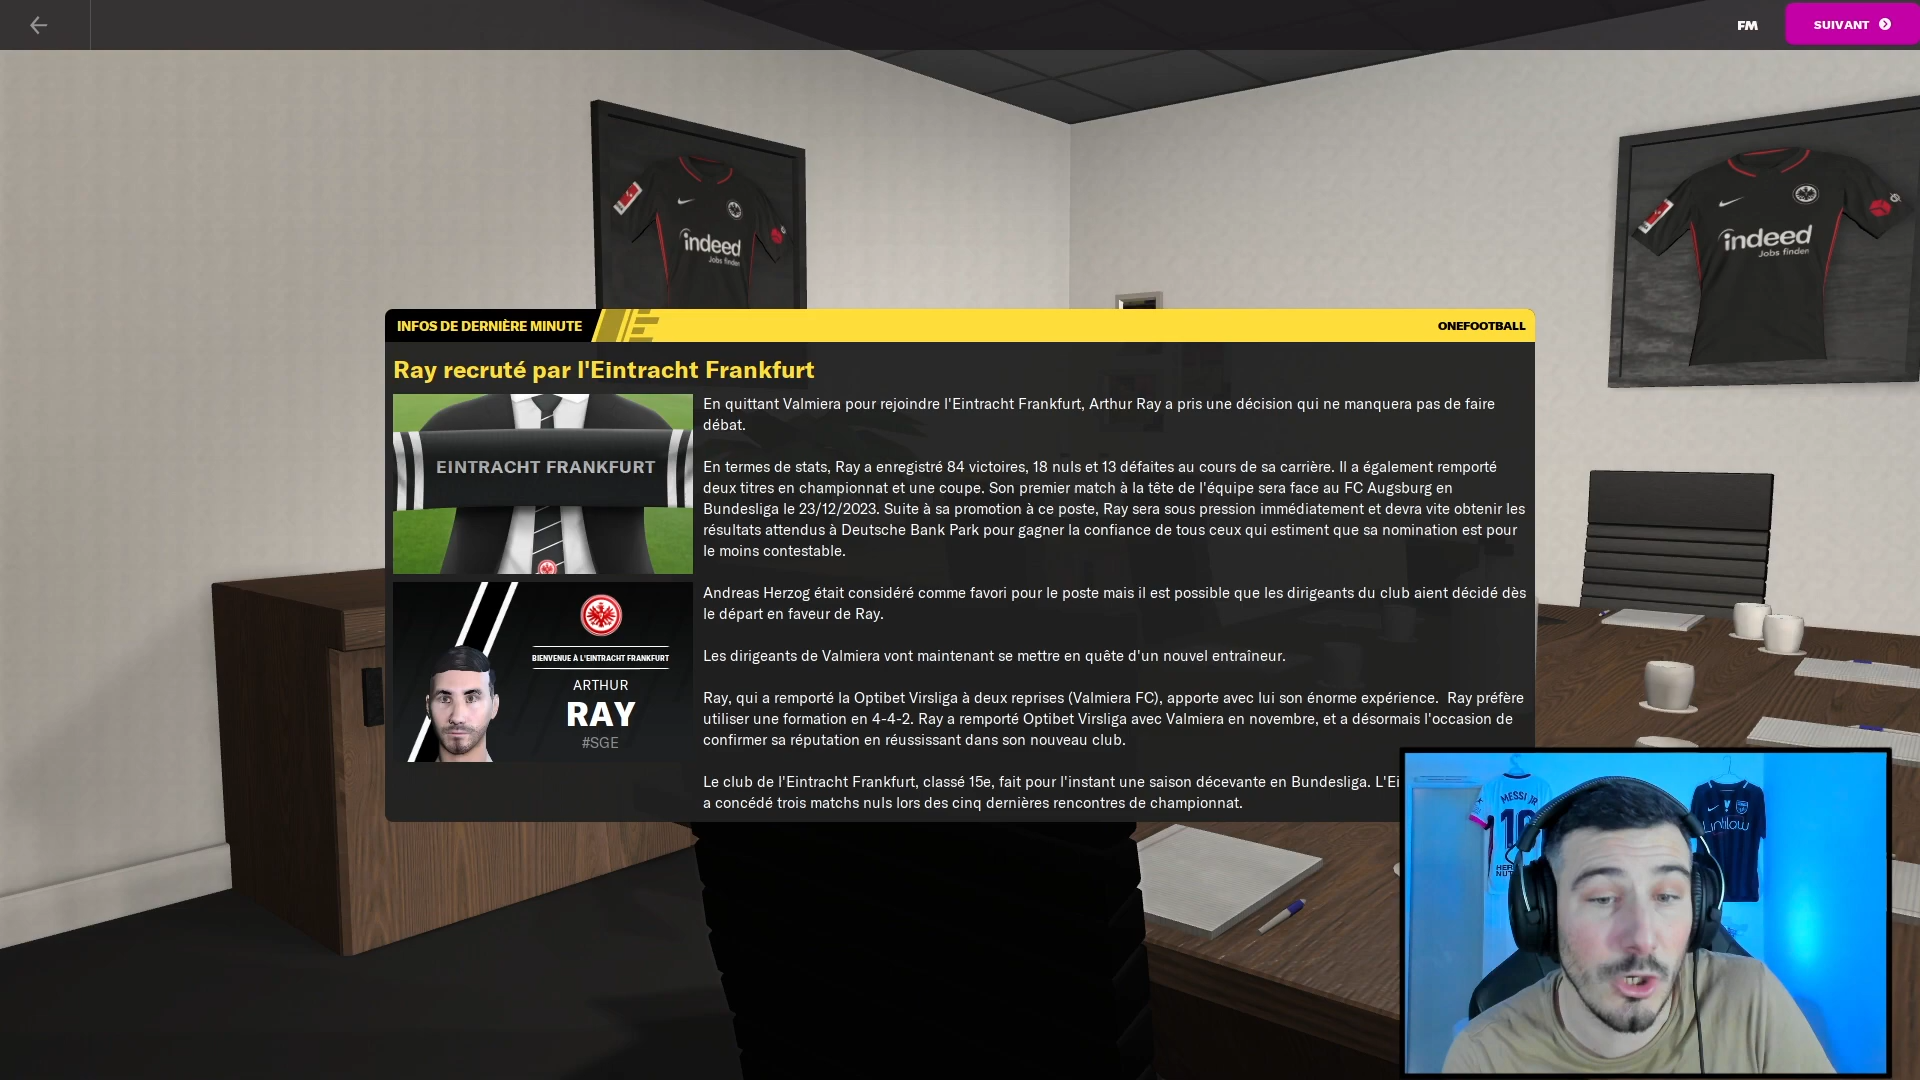 FM
SUIVANT
indeed
Jobs finden
indeed
Jobs finden
INFOS DE DERNIÈRE MINUTE
ONEFOOTBALL
Ray recruté par l'Eintracht Frankfurt
EINTRACHT FRANKFURT
En quittant Valmiera pour rejoindre l'Eintracht Frankfurt, Arthur Ray a pris une décision qui ne manquera pas de faire
débat.
En termes de stats, Ray a enregistré 84 victoires, 18 nuls et 13 défaites au cours de sa carrière. Il a également remporté
deux titres en championnat et une coupe. Son premier match à la tête de l'équipe sera face au FC Augsburg en
Bundesliga le 23/12/2023. Suite à sa promotion à ce poste, Ray sera sous pression immédiatement et devra vite obtenir les
résultats attendus à Deutsche Bank Park pour gagner la confiance de tous ceux qui estiment que sa nomination est pour
le moins contestable.
Andreas Herzog était considéré comme favori pour le poste mais il est possible que les dirigeants du club aient décidé dès
le départ en faveur de Ray.
Les dirigeants de Valmiera vont maintenant se mettre en quête d'un nouvel entraîneur.
Ray, qui a remporté la Optibet Virsliga à deux reprises (Valmiera FC), apporte avec lui son énorme expérience. Ray préfère
utiliser une formation en 4-4-2. Ray a remporté Optibet Virsliga avec Valmiera en novembre, et a désormais l'occasion de
confirmer sa réputation en réussissant dans son nouveau club.
Le club de l'Eintracht Frankfurt, classé 15e, fait pour l'instant une saison décevante en Bundesliga. L'Ei
a concédé trois matchs nuls lors des cinq dernières rencontres de championnat.
BIENVENUE À L'EINTRACHT FRANKFURT
ARTHUR
RAY
#SGE
MESSI JR
10
Lintilow